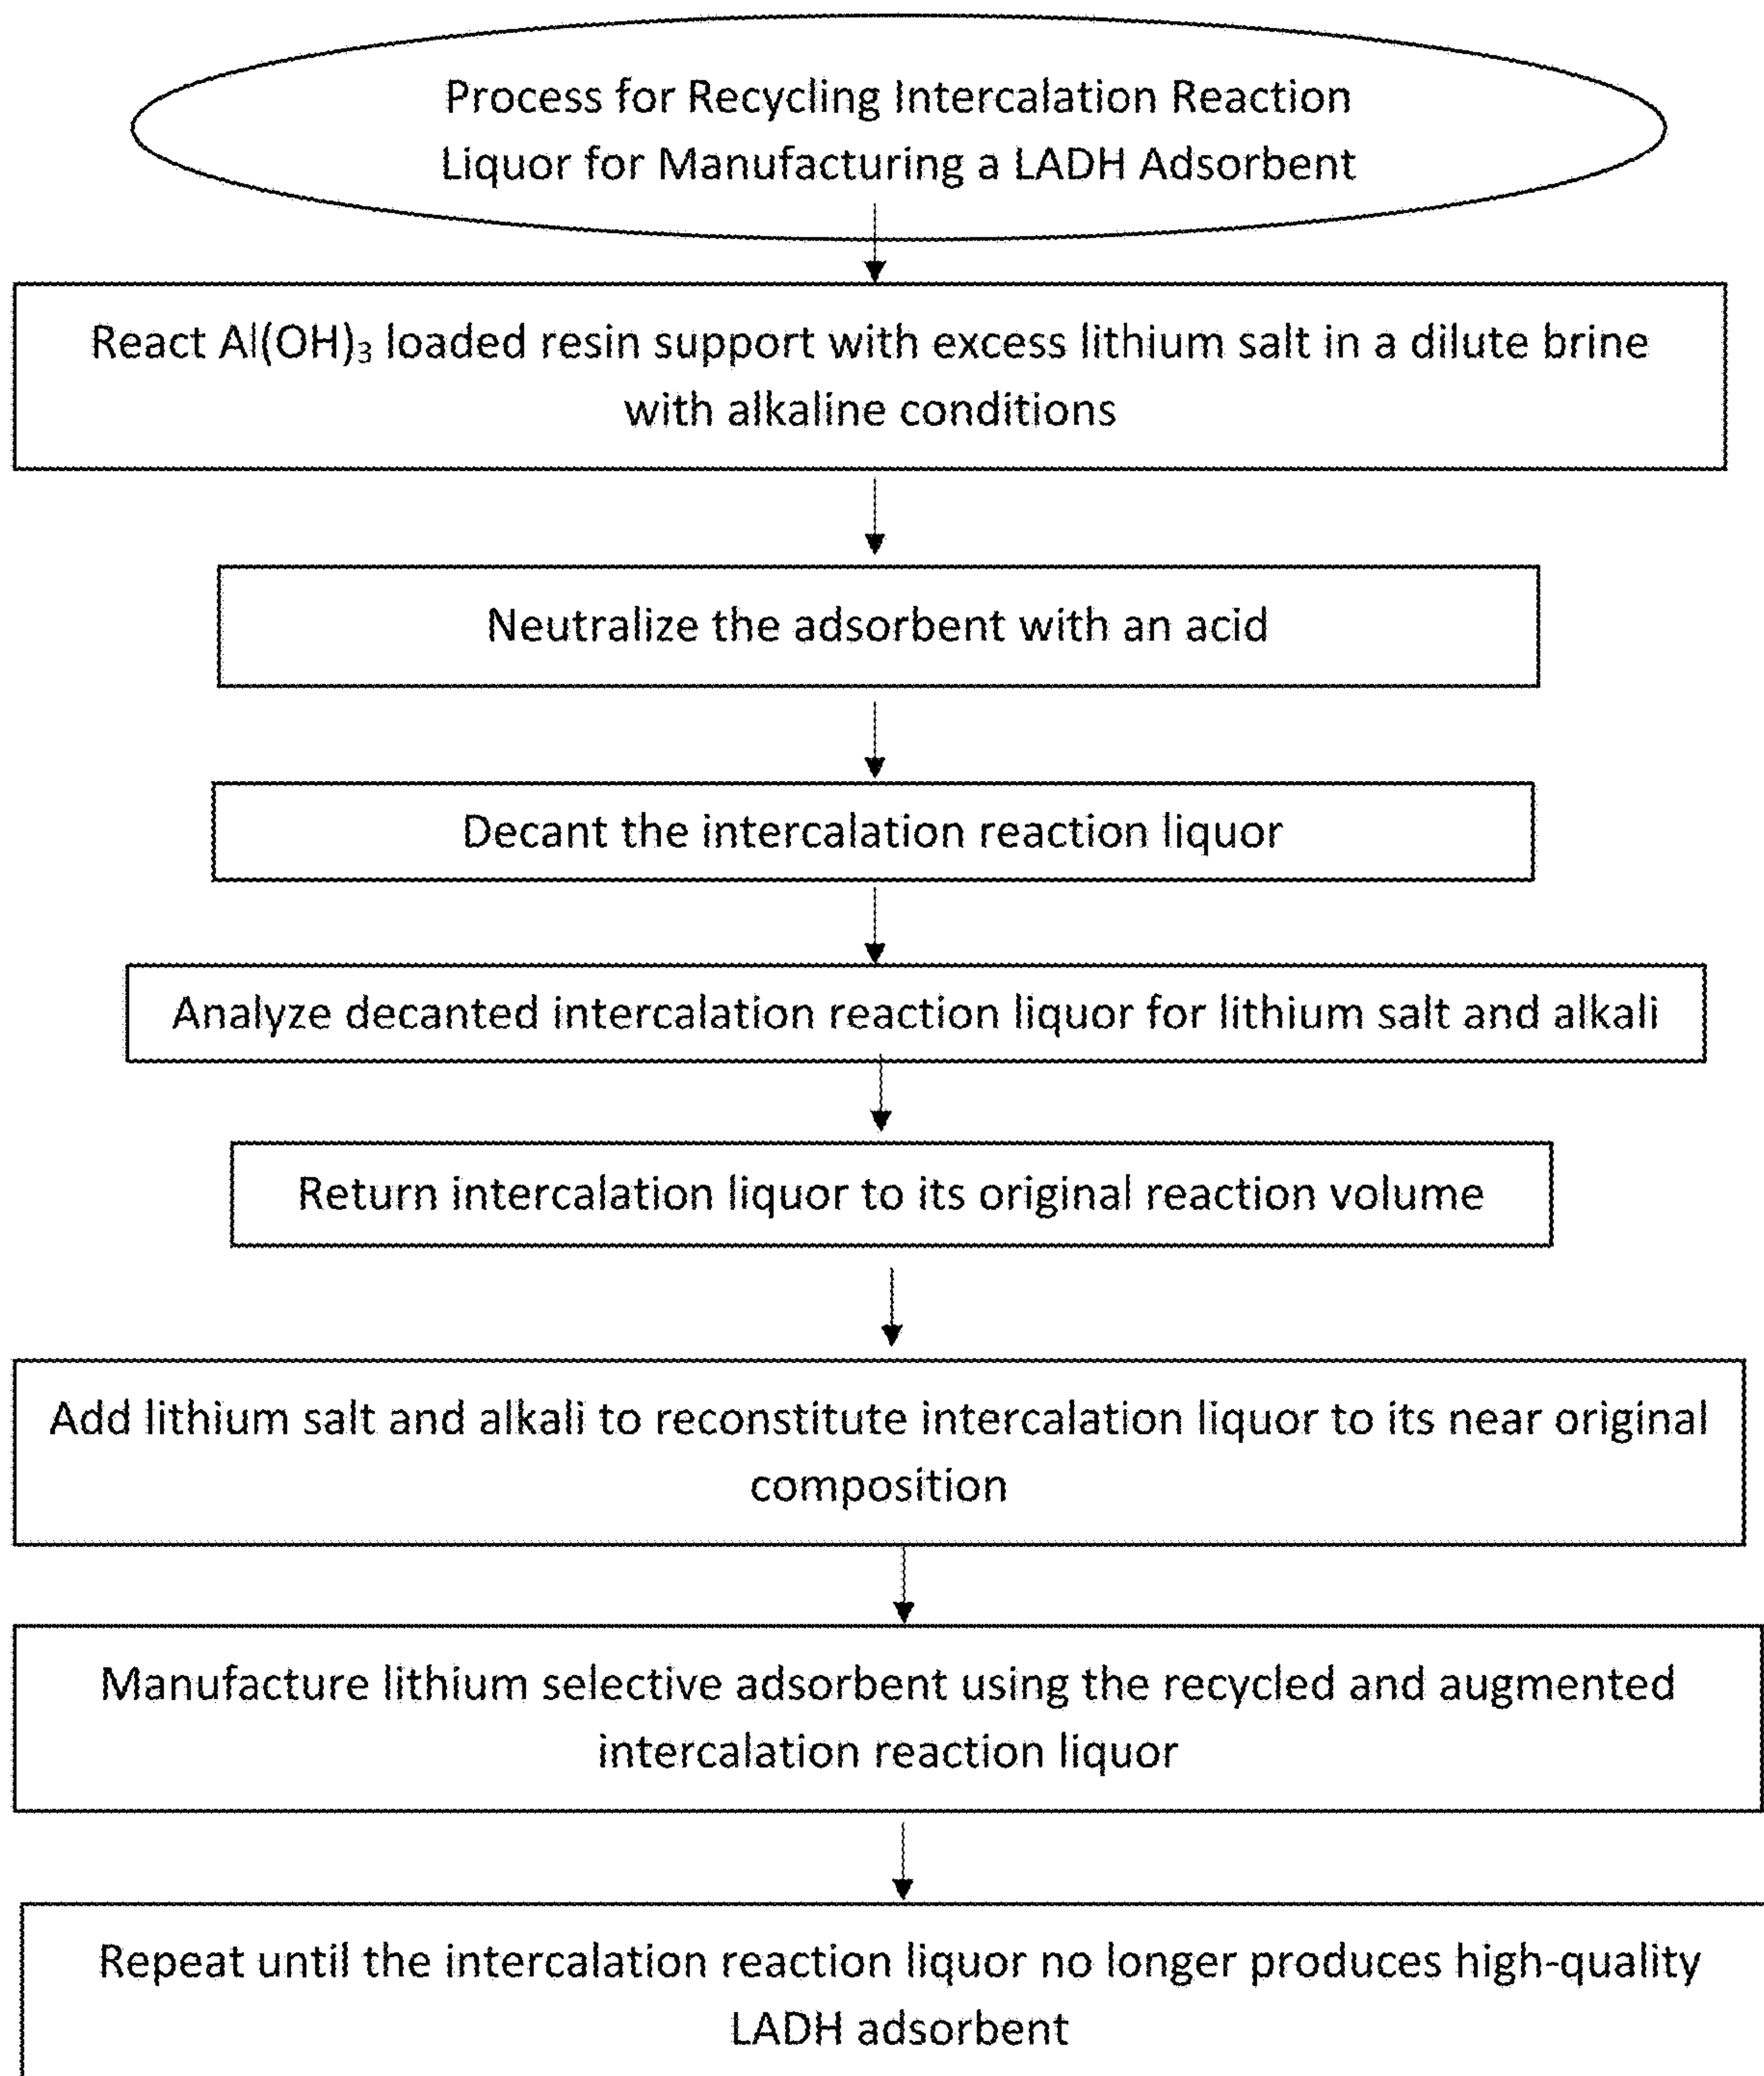 Process for Recycling Intercalation Reaction
Liquor for Manufacturing a LADH Adsorbent
React Al(OH)₃ loaded resin support with excess lithium salt in a dilute brine
with alkaline conditions
Neutralize the adsorbent with an acid
Decant the intercalation reaction liquor
Analyze decanted intercalation reaction liquor for lithium salt and alkali
Return intercalation liquor to its original reaction volume
Add lithium salt and alkali to reconstitute intercalation liquor to its near original
composition
Manufacture lithium selective adsorbent using the recycled and augmented
intercalation reaction liquor
Repeat until the intercalation reaction liquor no longer produces high-quality
LADH adsorbent